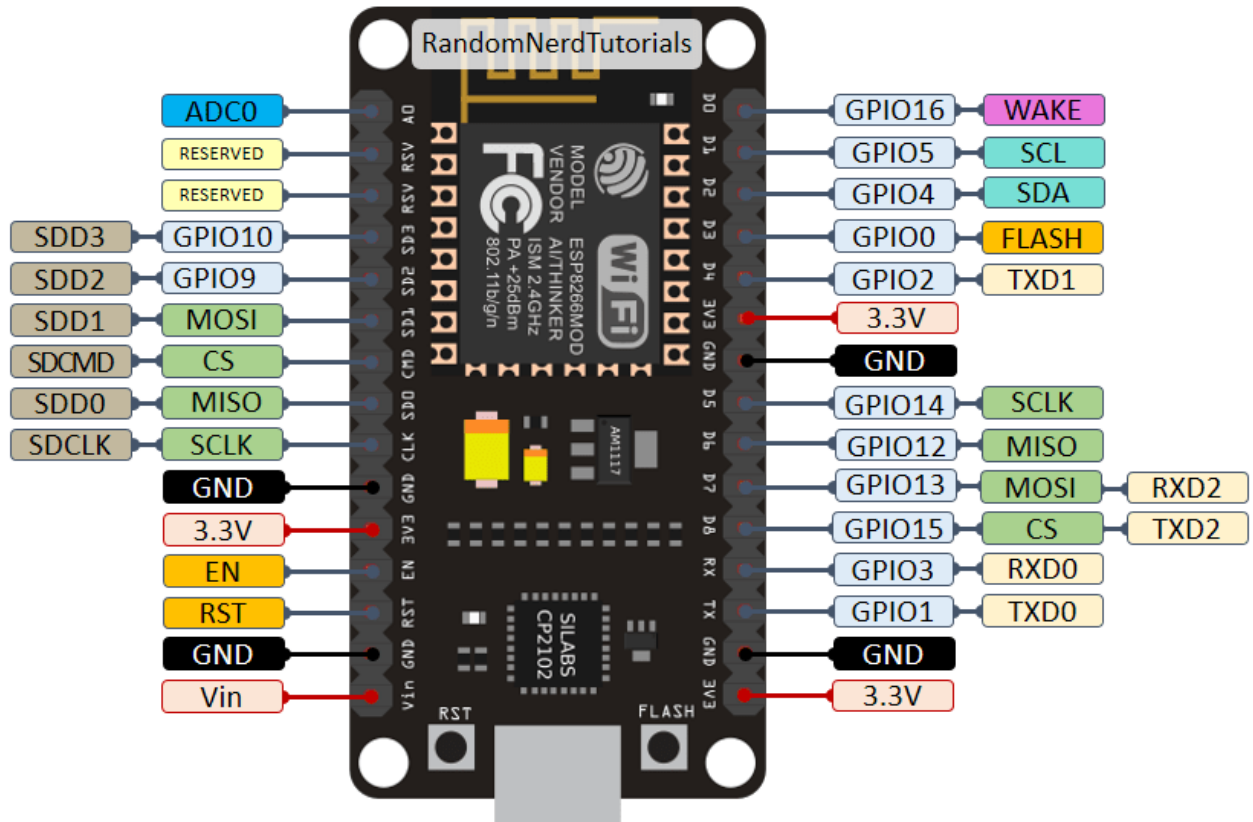 RandomNerdTutorials
ADC0 A0 D0 GPIO16 WAKE
RESERVED RSV D1 GPIO5 SCL
RESERVED RSV D2 GPIO4 SDA
SDD3 GPIO10 SD3 D3 GPIO0 FLASH
SDD2 GPIO9 SD2 D4 GPIO2 TXD1
SDD1 MOSI SD1 3V3 3.3V
SDCMD CS CMD GND GND
SDD0 MISO SD0 D5 GPIO14 SCLK
SDCLK SCLK CLK D6 GPIO12 MISO
GND GND D7 GPIO13 MOSI RXD2
3.3V 3V3 D8 GPIO15 CS TXD2
EN EN RX GPIO3 RXD0
RST RST TX GPIO1 TXD0
GND GND GND GND
Vin Vin 3V3 3.3V
MODEL ESP8266MOD
VENDOR AI/THINKER
ISM 2.4GHz
PA +25dBm
802.11b/g/n
FC
WiFi
AM1117
SILABS
CP2102
RST
FLASH